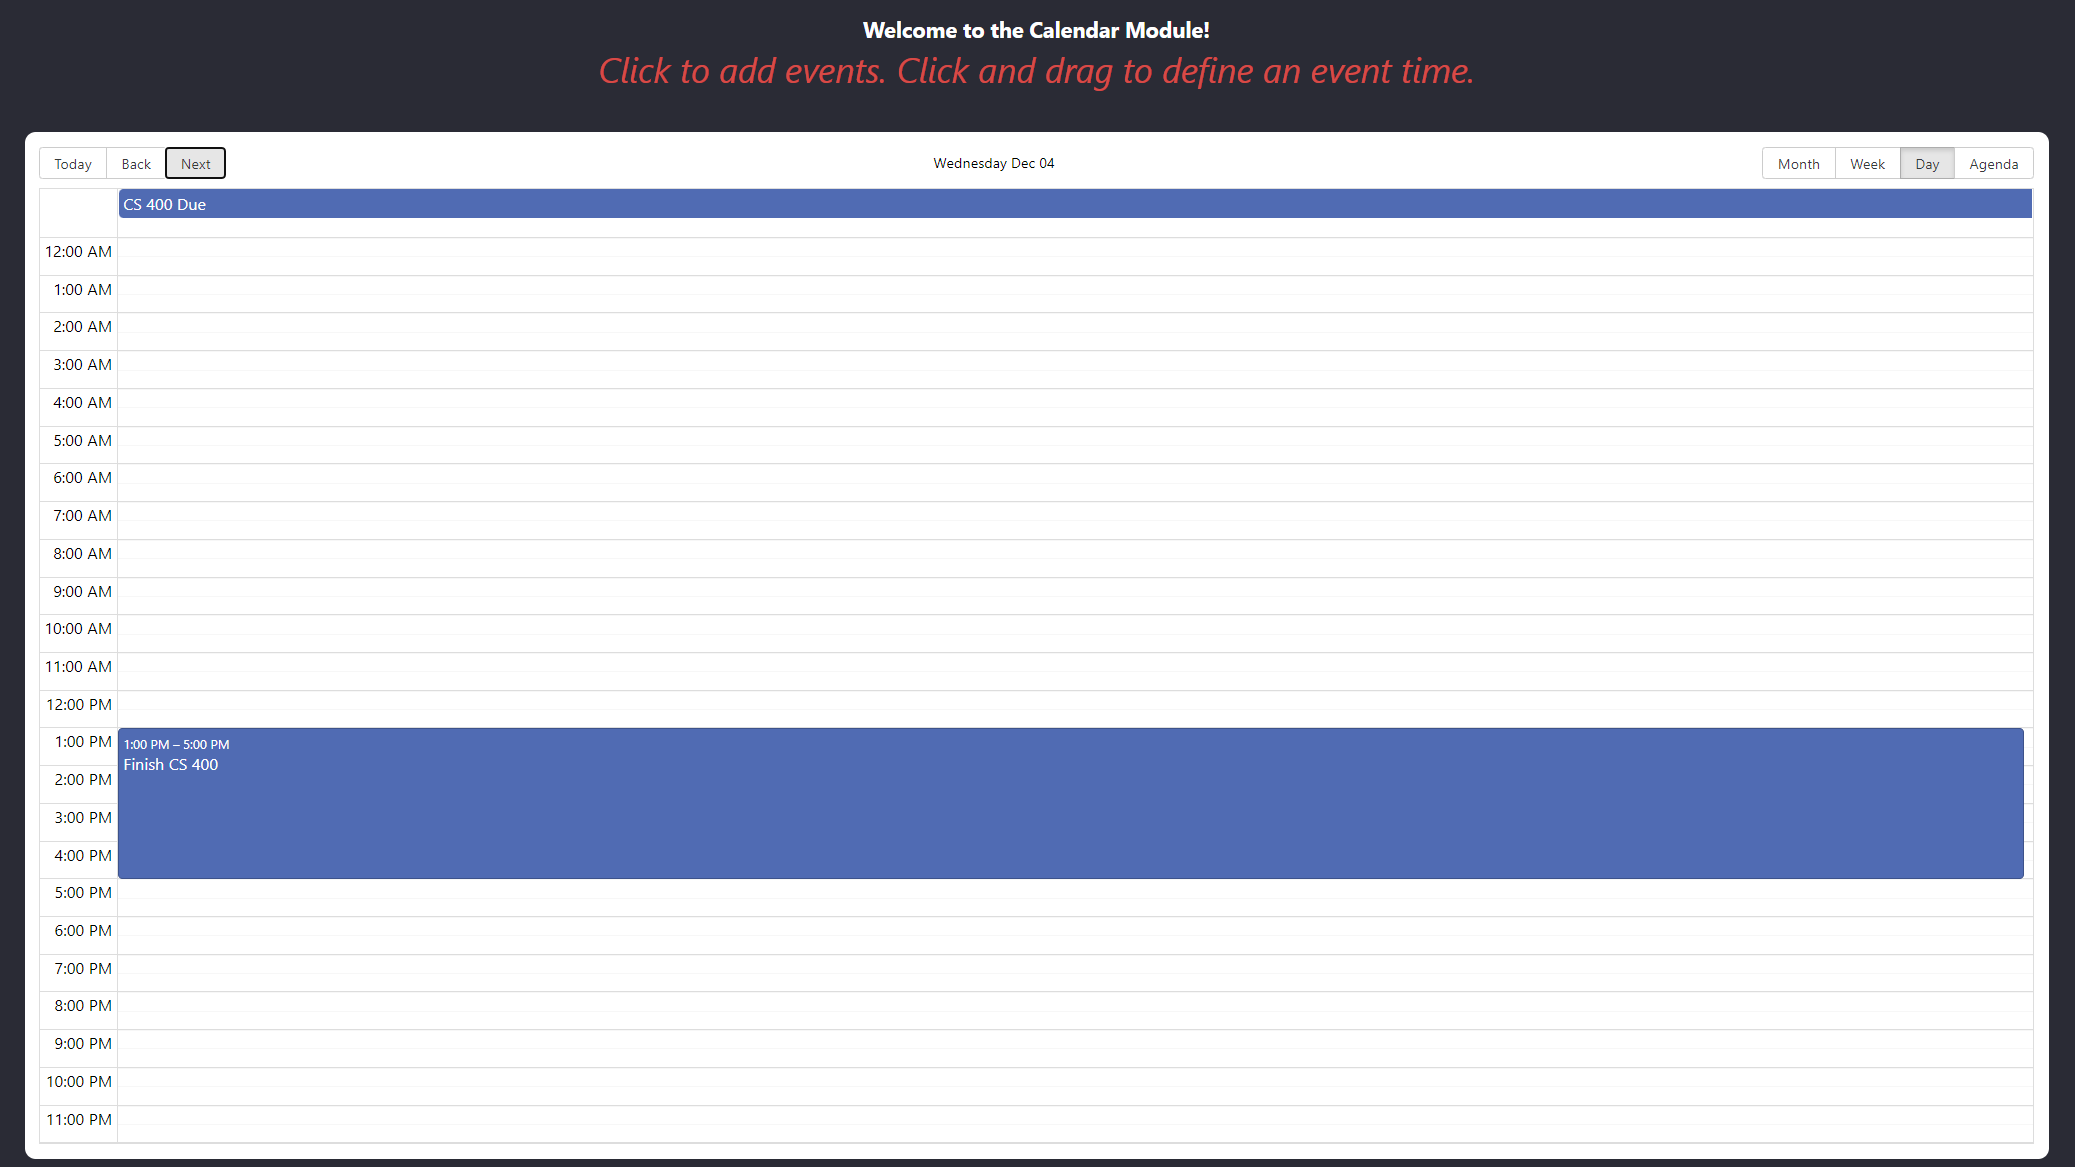 Welcome to the Calendar Module!
Click to add events. Click and drag to define an event time.
Today Back Next Wednesday Dec 04 Month Week Day Agenda
CS 400 Due
12:00 AM
1:00 AM
2:00 AM
3:00 AM
4:00 AM
5:00 AM
6:00 AM
7:00 AM
8:00 AM
9:00 AM
10:00 AM
11:00 AM
12:00 PM
1:00 PM 1:00 PM – 5:00 PM
Finish CS 400
2:00 PM
3:00 PM
4:00 PM
5:00 PM
6:00 PM
7:00 PM
8:00 PM
9:00 PM
10:00 PM
11:00 PM